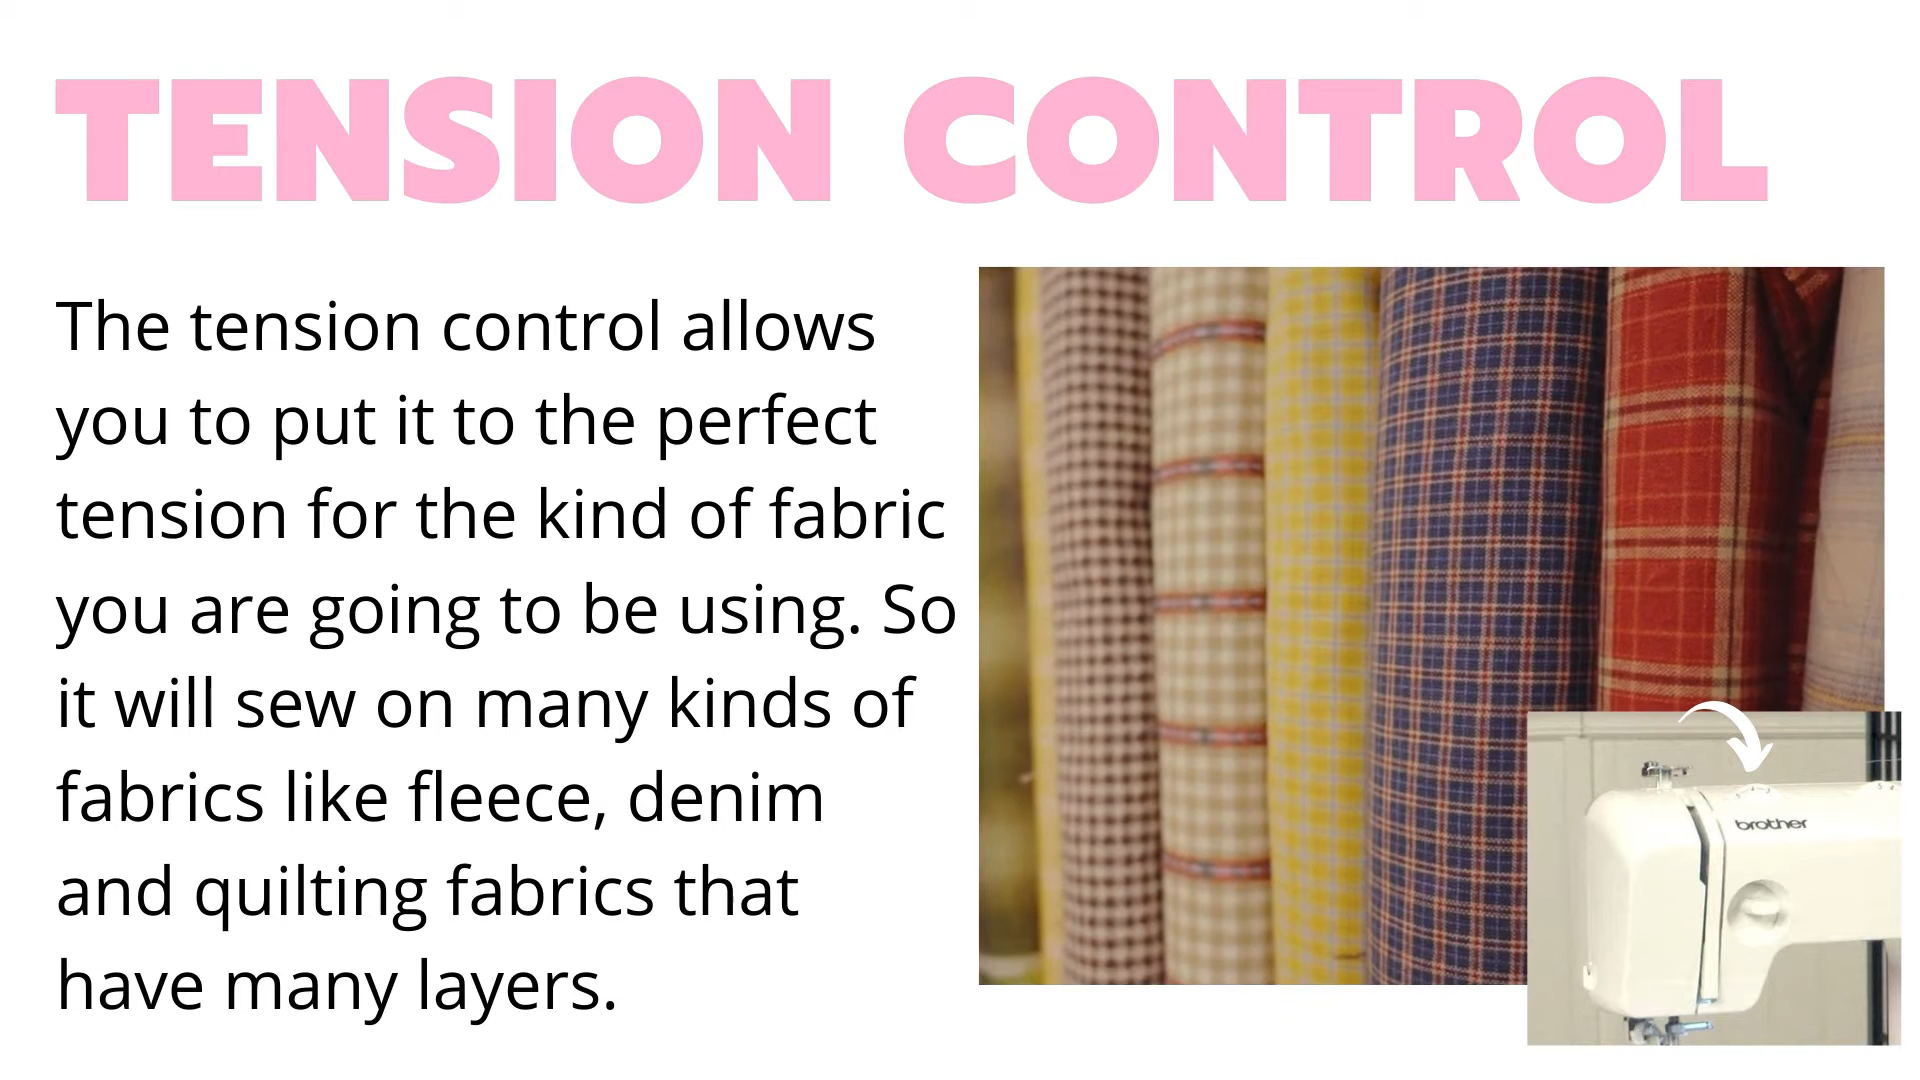 TENSION CONTROL
The tension control allows
you to put it to the perfect
tension for the kind of fabric
you are going to be using. So
it will sew on many kinds of
fabrics like fleece, denim
and quilting fabrics that
have many layers.
brother